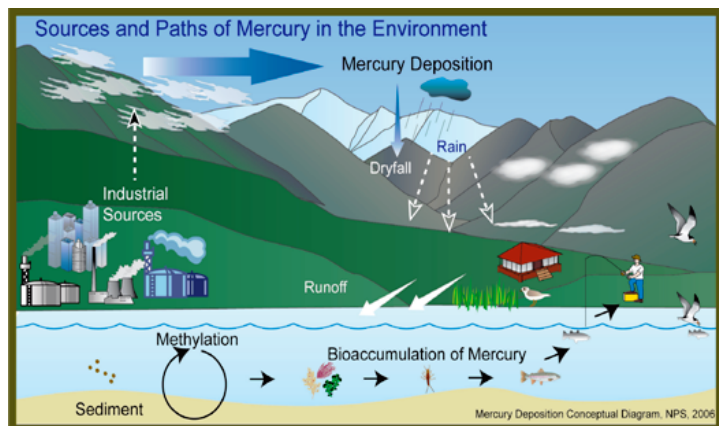 Sources and Paths of Mercury in the Environment
Mercury Deposition
Rain
Dryfall
Industrial
Sources
Runoff
Methylation
Bioaccumulation of Mercury
Sediment
Mercury Deposition Conceptual Diagram, NPS, 2006